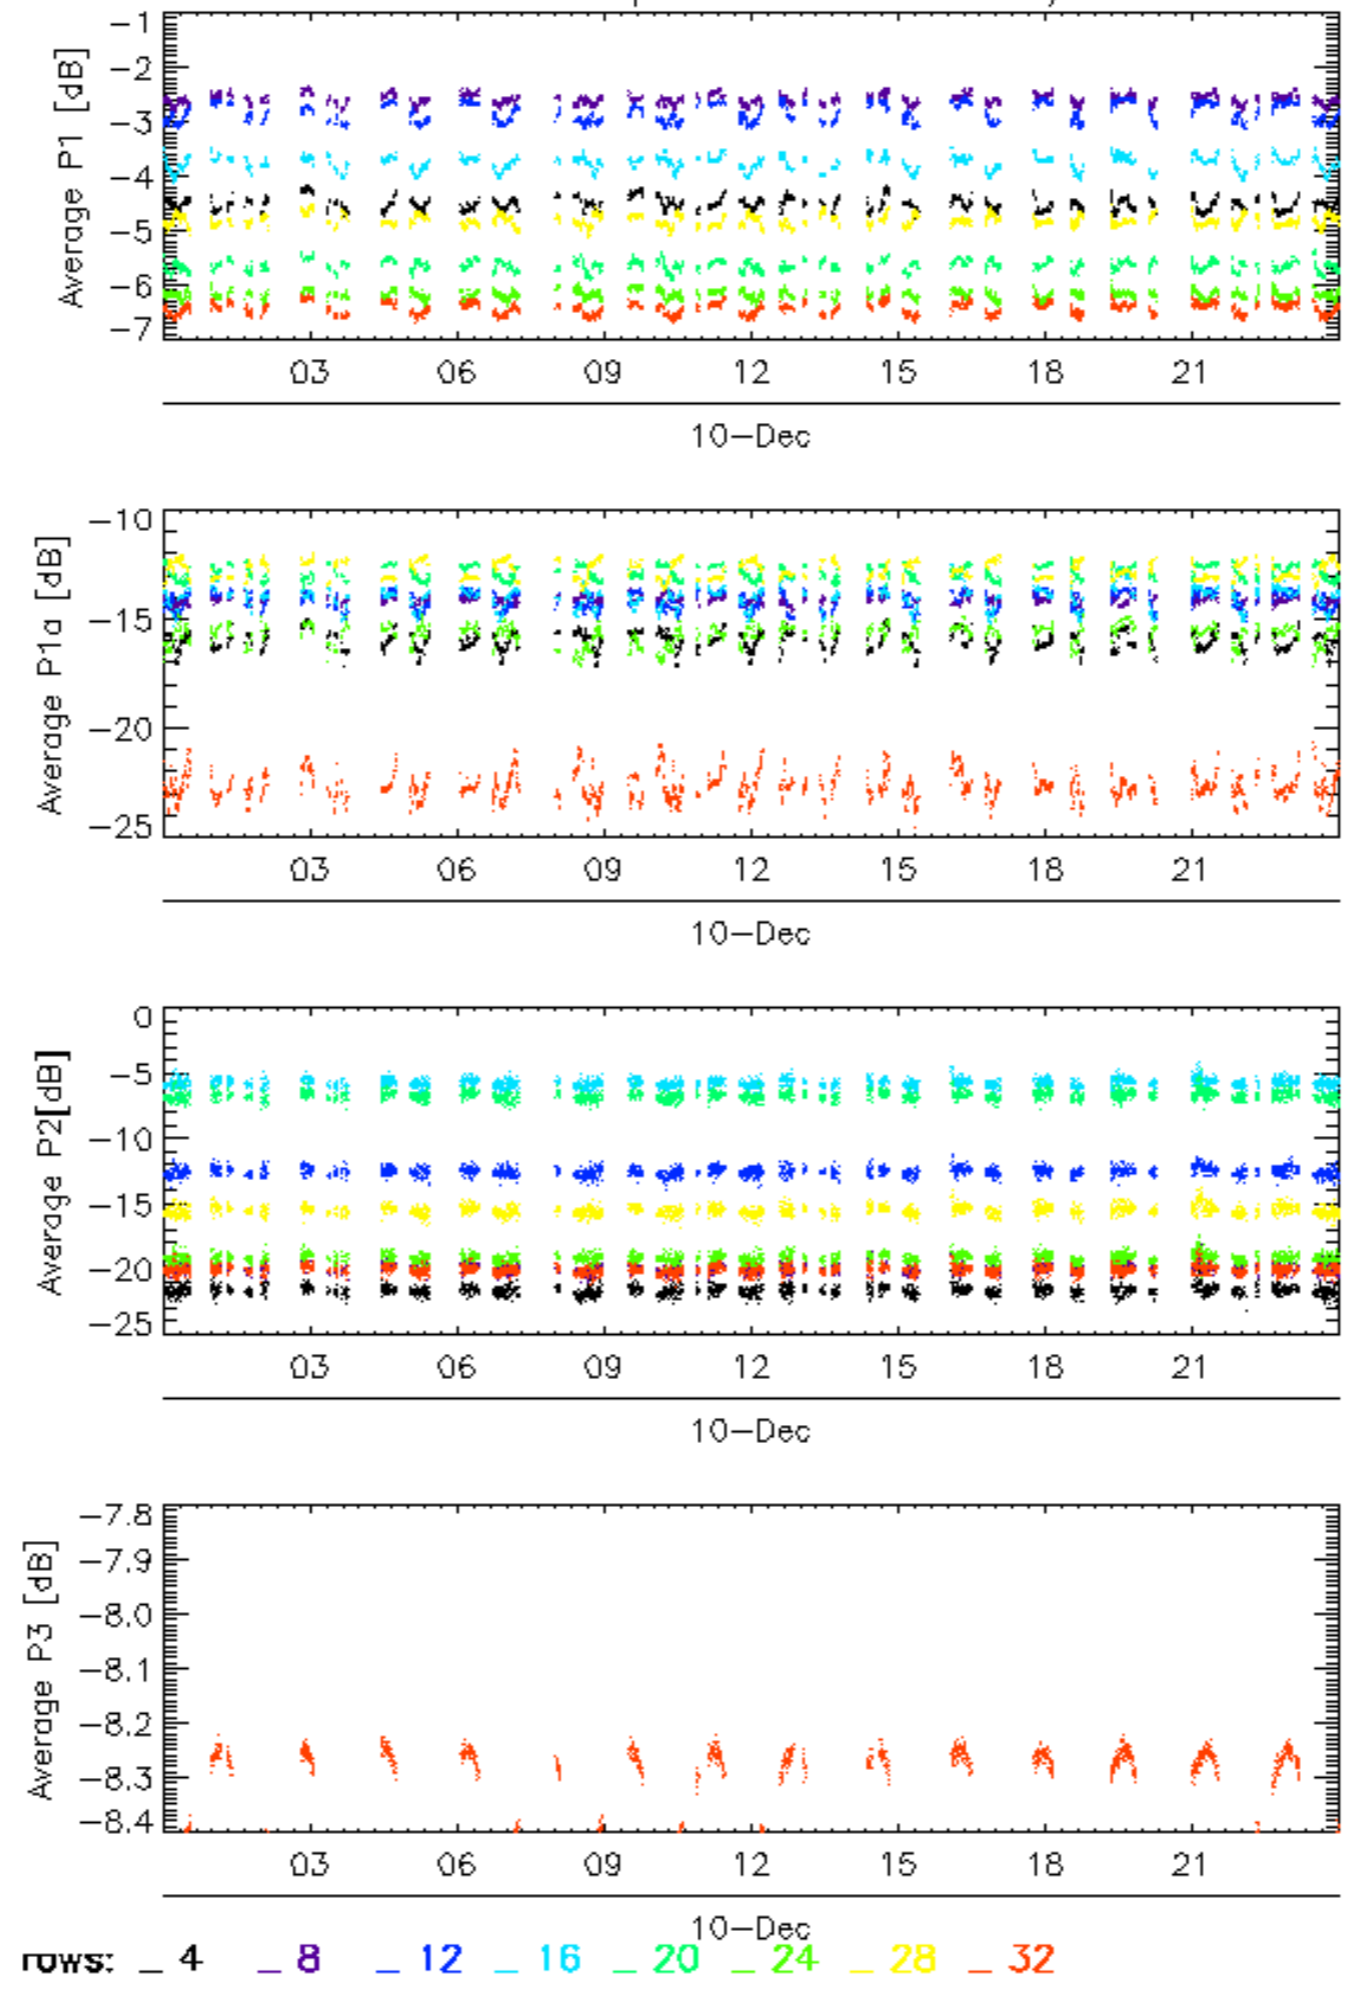 Average P1 [dB]
-1
-2
-3
-4
-5
-6
-7
03 06 09 12 15 18 21
10-Dec
Average P1a [dB]
-10
-15
-20
-25
03 06 09 12 15 18 21
10-Dec
Average P2[dB]
0
-5
-10
-15
-20
-25
03 06 09 12 15 18 21
10-Dec
Average P3 [dB]
-7.8
-7.9
-8.0
-8.1
-8.2
-8.3
-8.4
03 06 09 12 15 18 21
10-Dec
rows: _ 4 _ 8 _ 12 _ 16 _ 20 _ 24 _ 28 _ 32